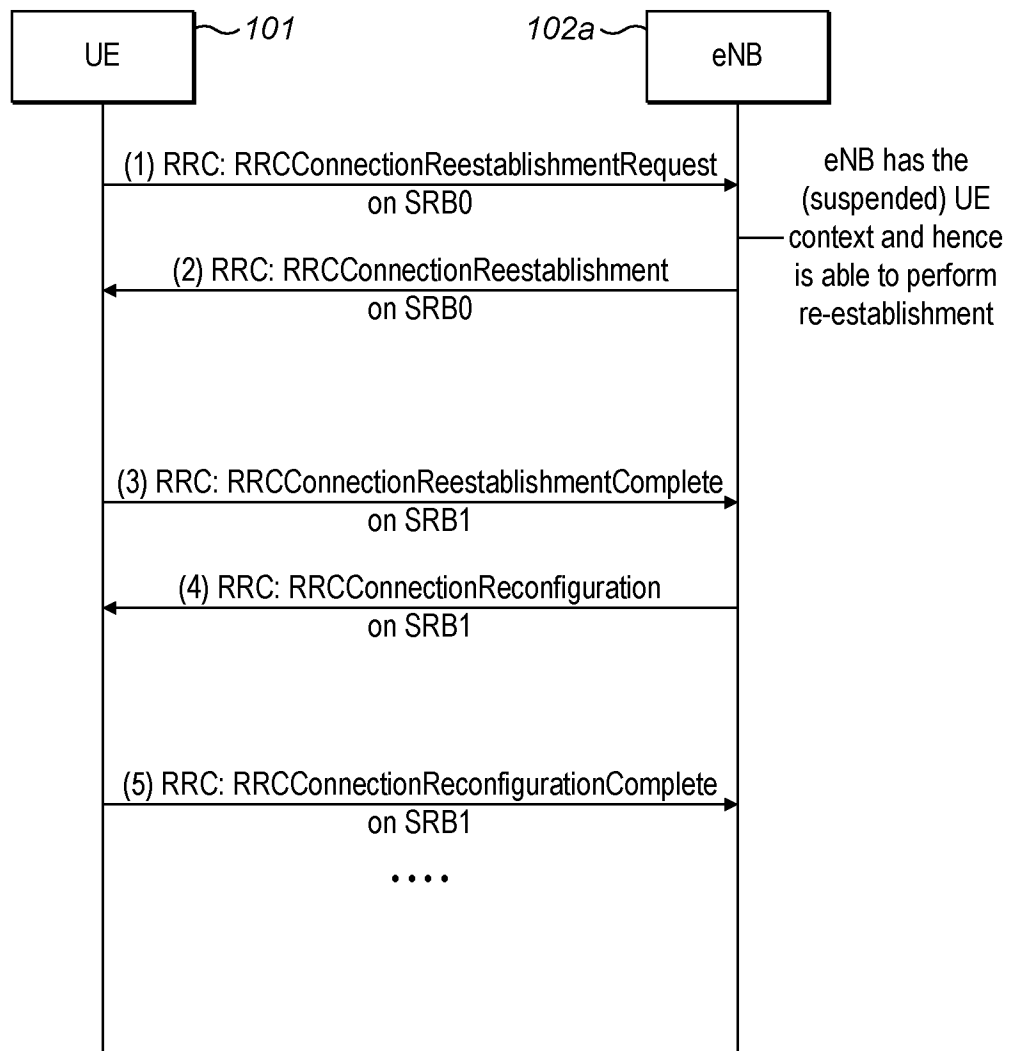 UE
101
102a
eNB
(1) RRC: RRCConnectionReestablishmentRequest
on SRB0
eNB has the
(suspended) UE
context and hence
is able to perform
re-establishment
(2) RRC: RRCConnectionReestablishment
on SRB0
(3) RRC: RRCConnectionReestablishmentComplete
on SRB1
(4) RRC: RRCConnectionReconfiguration
on SRB1
(5) RRC: RRCConnectionReconfigurationComplete
on SRB1
....